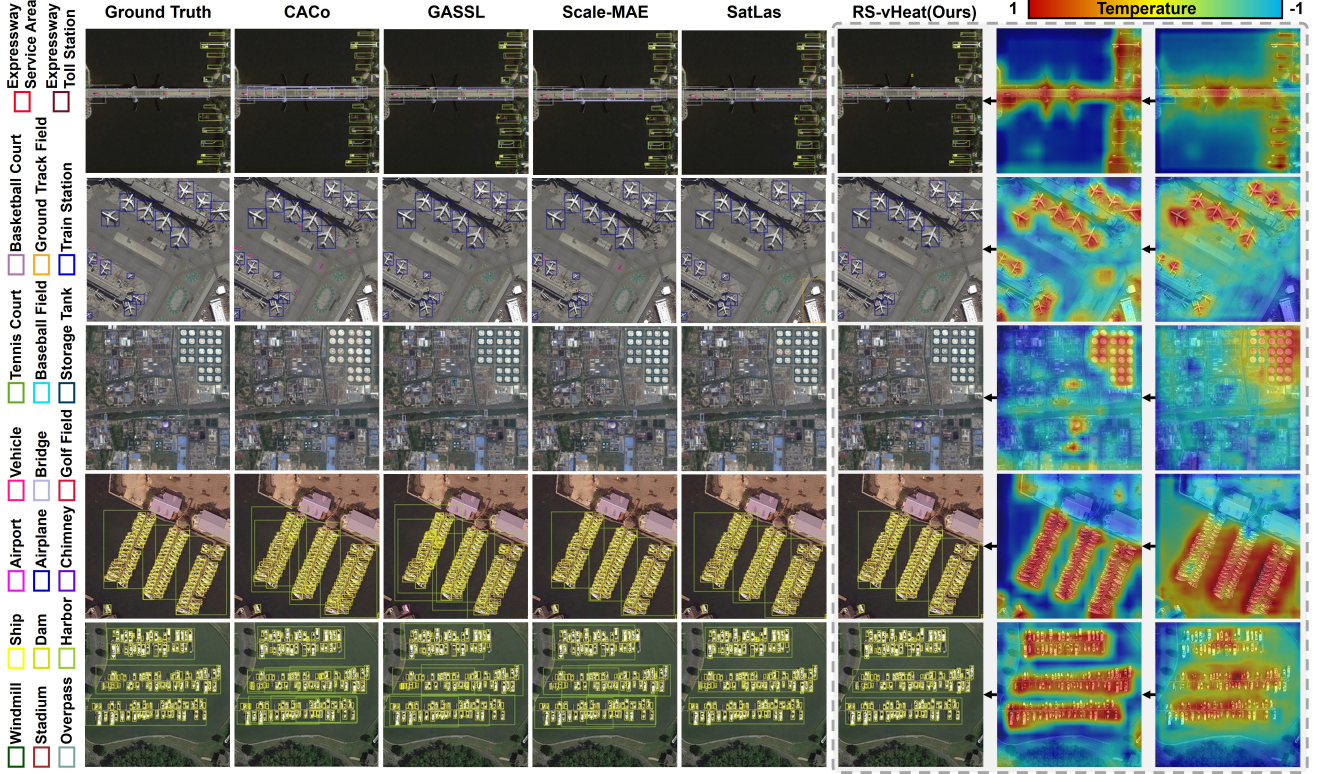 Ground Truth
CACo
GASSL
Scale-MAE
SatLas
RS-vHeat(Ours)
1
Temperature
-1
Expressway
Service Area
Expressway
Toll Station
Basketball Court
Ground Track Field
Train Station
Tennis Court
Baseball Field
Storage Tank
Vehicle
Bridge
Golf Field
Airport
Airplane
Chimney
Ship
Dam
Harbor
Windmill
Stadium
Overpass